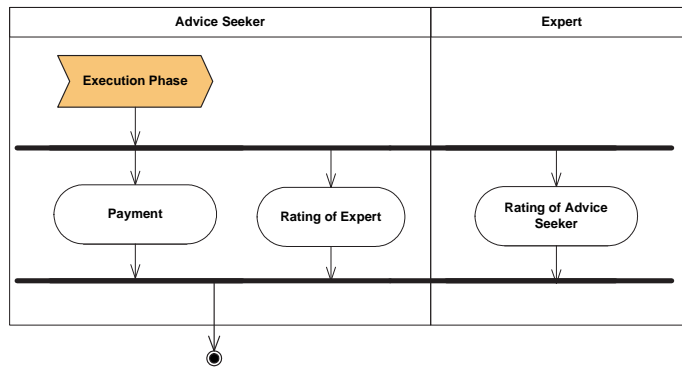 Advice Seeker
Expert
Execution Phase
Payment
Rating of Expert
Rating of Advice
Seeker